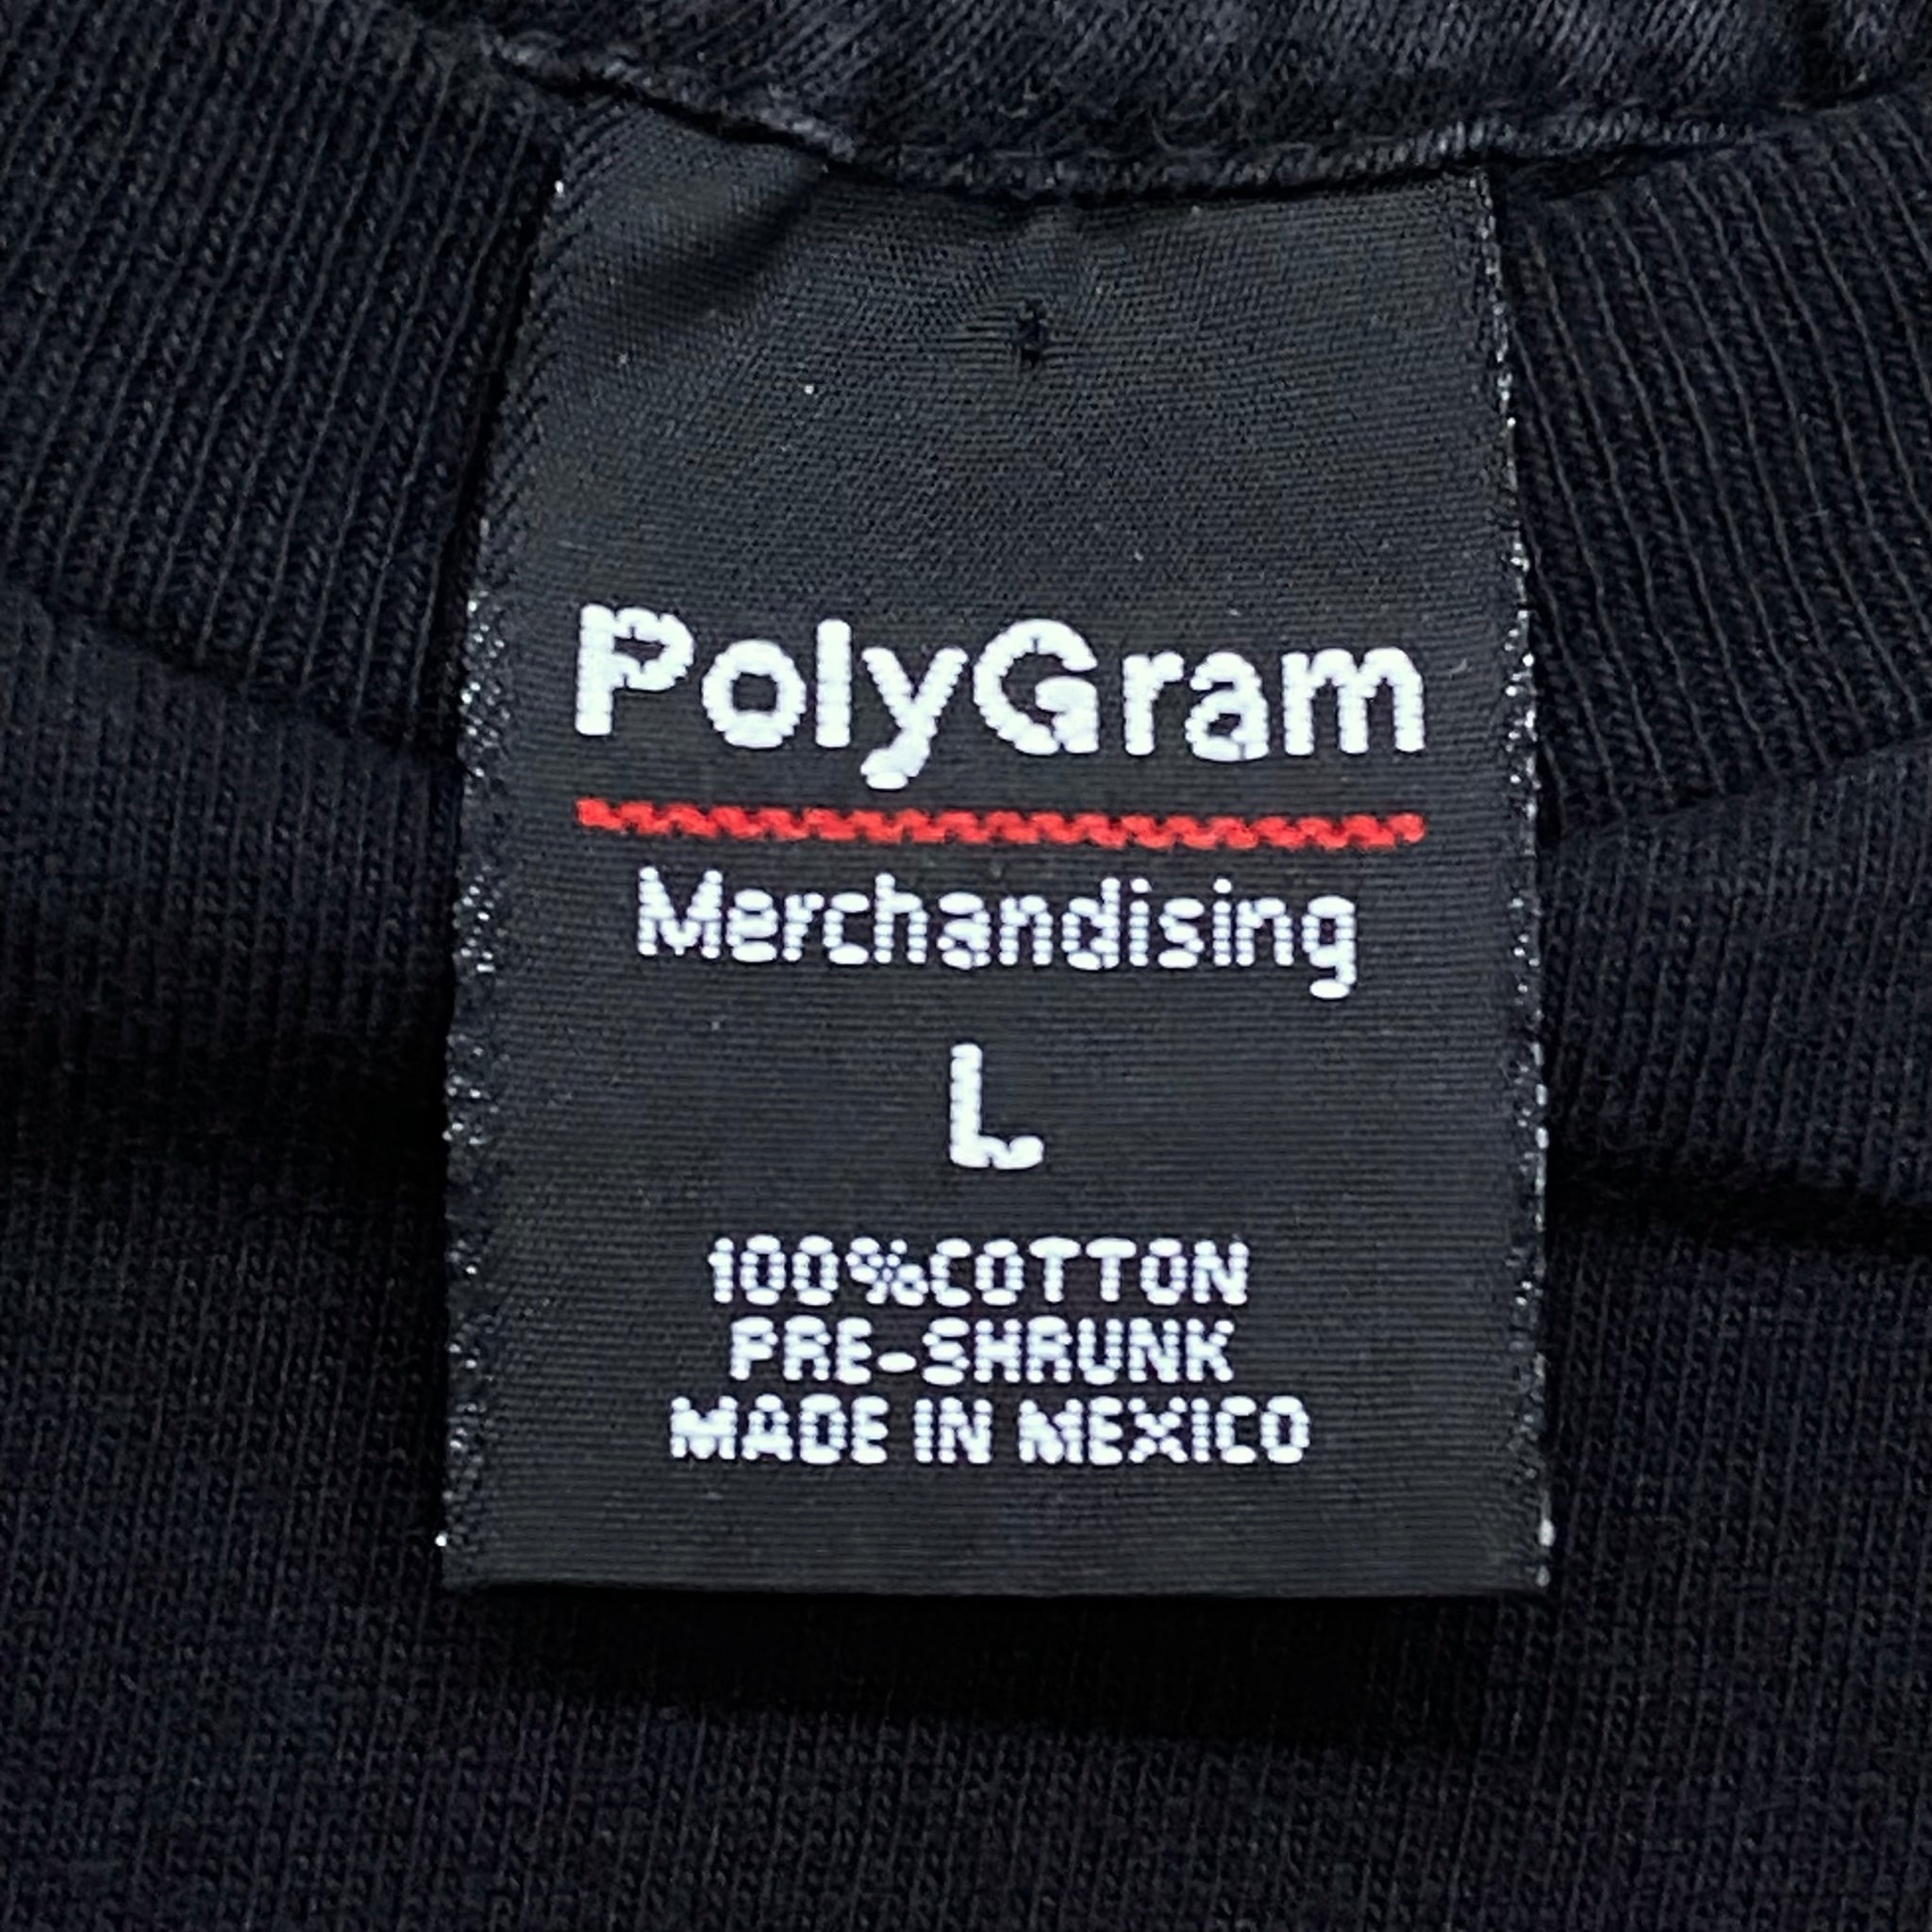 PolyGram
Merchandising
L
100%COTTON
PRE-SHRUNK
MADE IN MEXICO